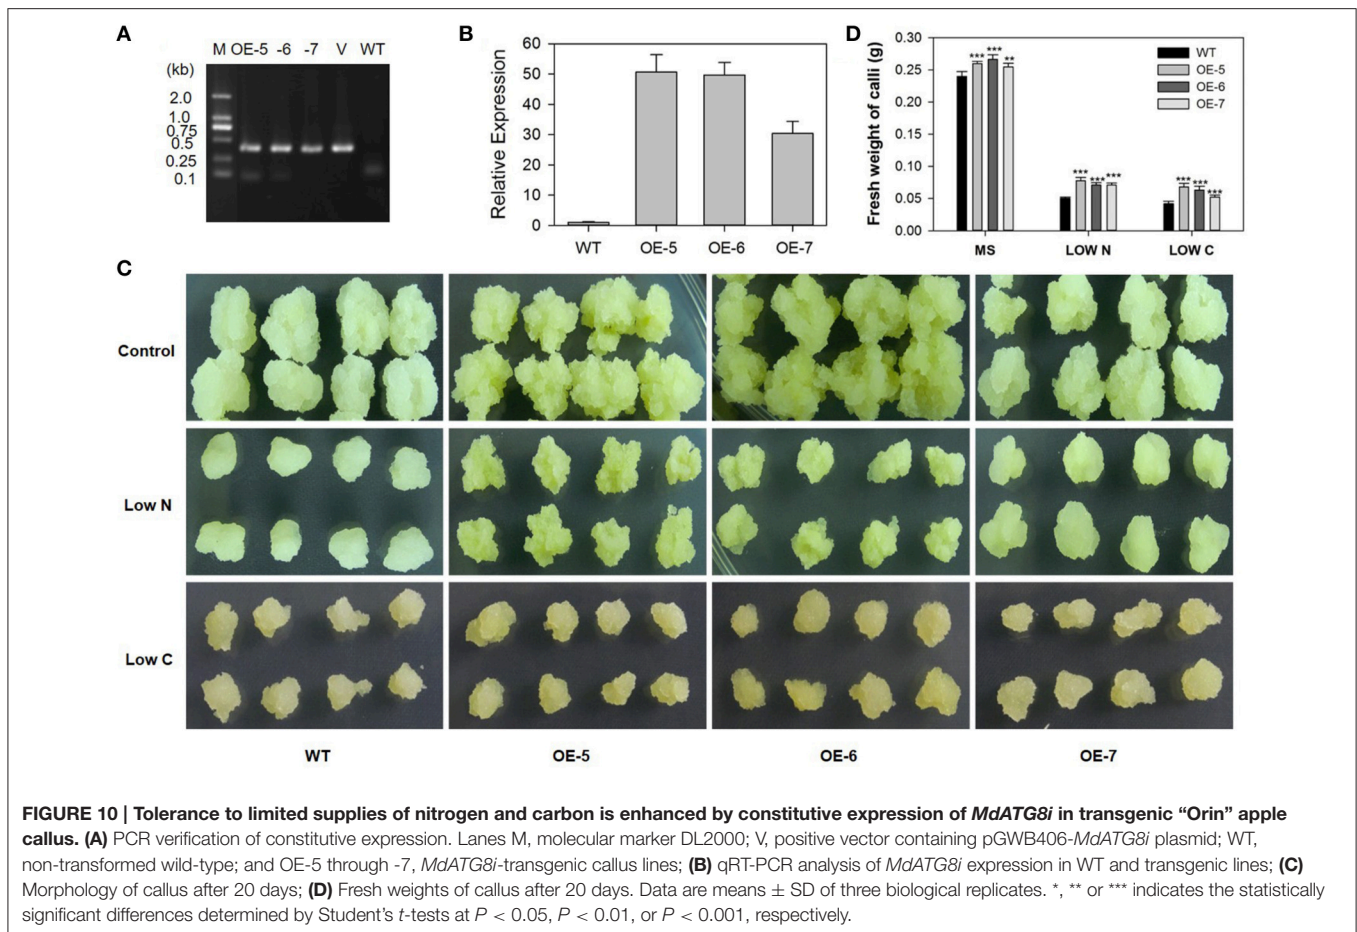 A
M OE-5 -6 -7 V WT
(kb)
2.0
1.0
0.75
0.5
0.25
0.1
B
Relative Expression
60
50
40
30
20
10
0
WT OE-5 OE-6 OE-7
D
Fresh weight of calli (g)
0.30
0.25
0.20
0.15
0.10
0.05
0.00
*** *** **
*** *** ***
*** *** ***
WT
OE-5
OE-6
OE-7
MS LOW N LOW C
C
Control
Low N
Low C
WT OE-5 OE-6 OE-7
FIGURE 10 | Tolerance to limited supplies of nitrogen and carbon is enhanced by constitutive expression of MdATG8i in transgenic “Orin” apple
callus. (A) PCR verification of constitutive expression. Lanes M, molecular marker DL2000; V, positive vector containing pGWB406-MdATG8i plasmid; WT,
non-transformed wild-type; and OE-5 through -7, MdATG8i-transgenic callus lines; (B) qRT-PCR analysis of MdATG8i expression in WT and transgenic lines; (C)
Morphology of callus after 20 days; (D) Fresh weights of callus after 20 days. Data are means ± SD of three biological replicates. *, ** or *** indicates the statistically
significant differences determined by Student’s t-tests at P < 0.05, P < 0.01, or P < 0.001, respectively.